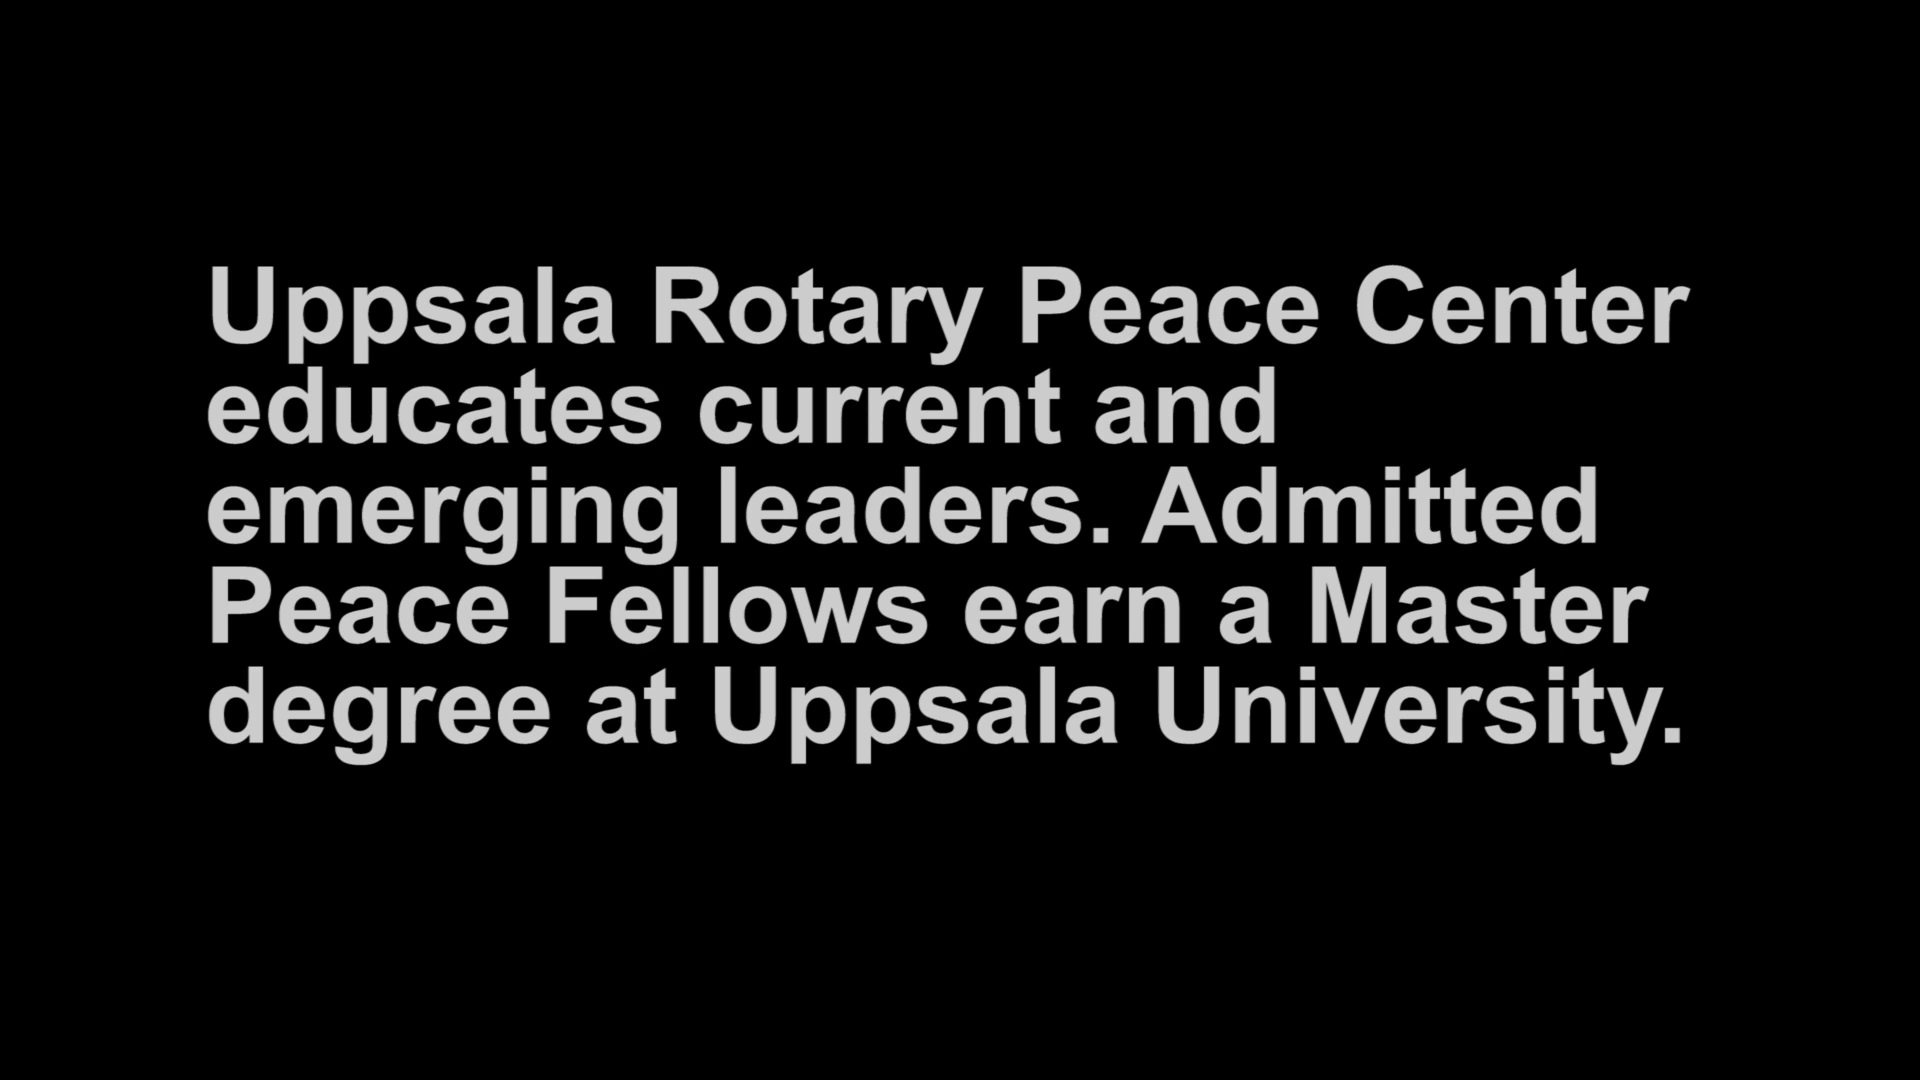 Uppsala Rotary Peace Center
educates current and
emerging leaders. Admitted
Peace Fellows earn a Master
degree at Uppsala University.